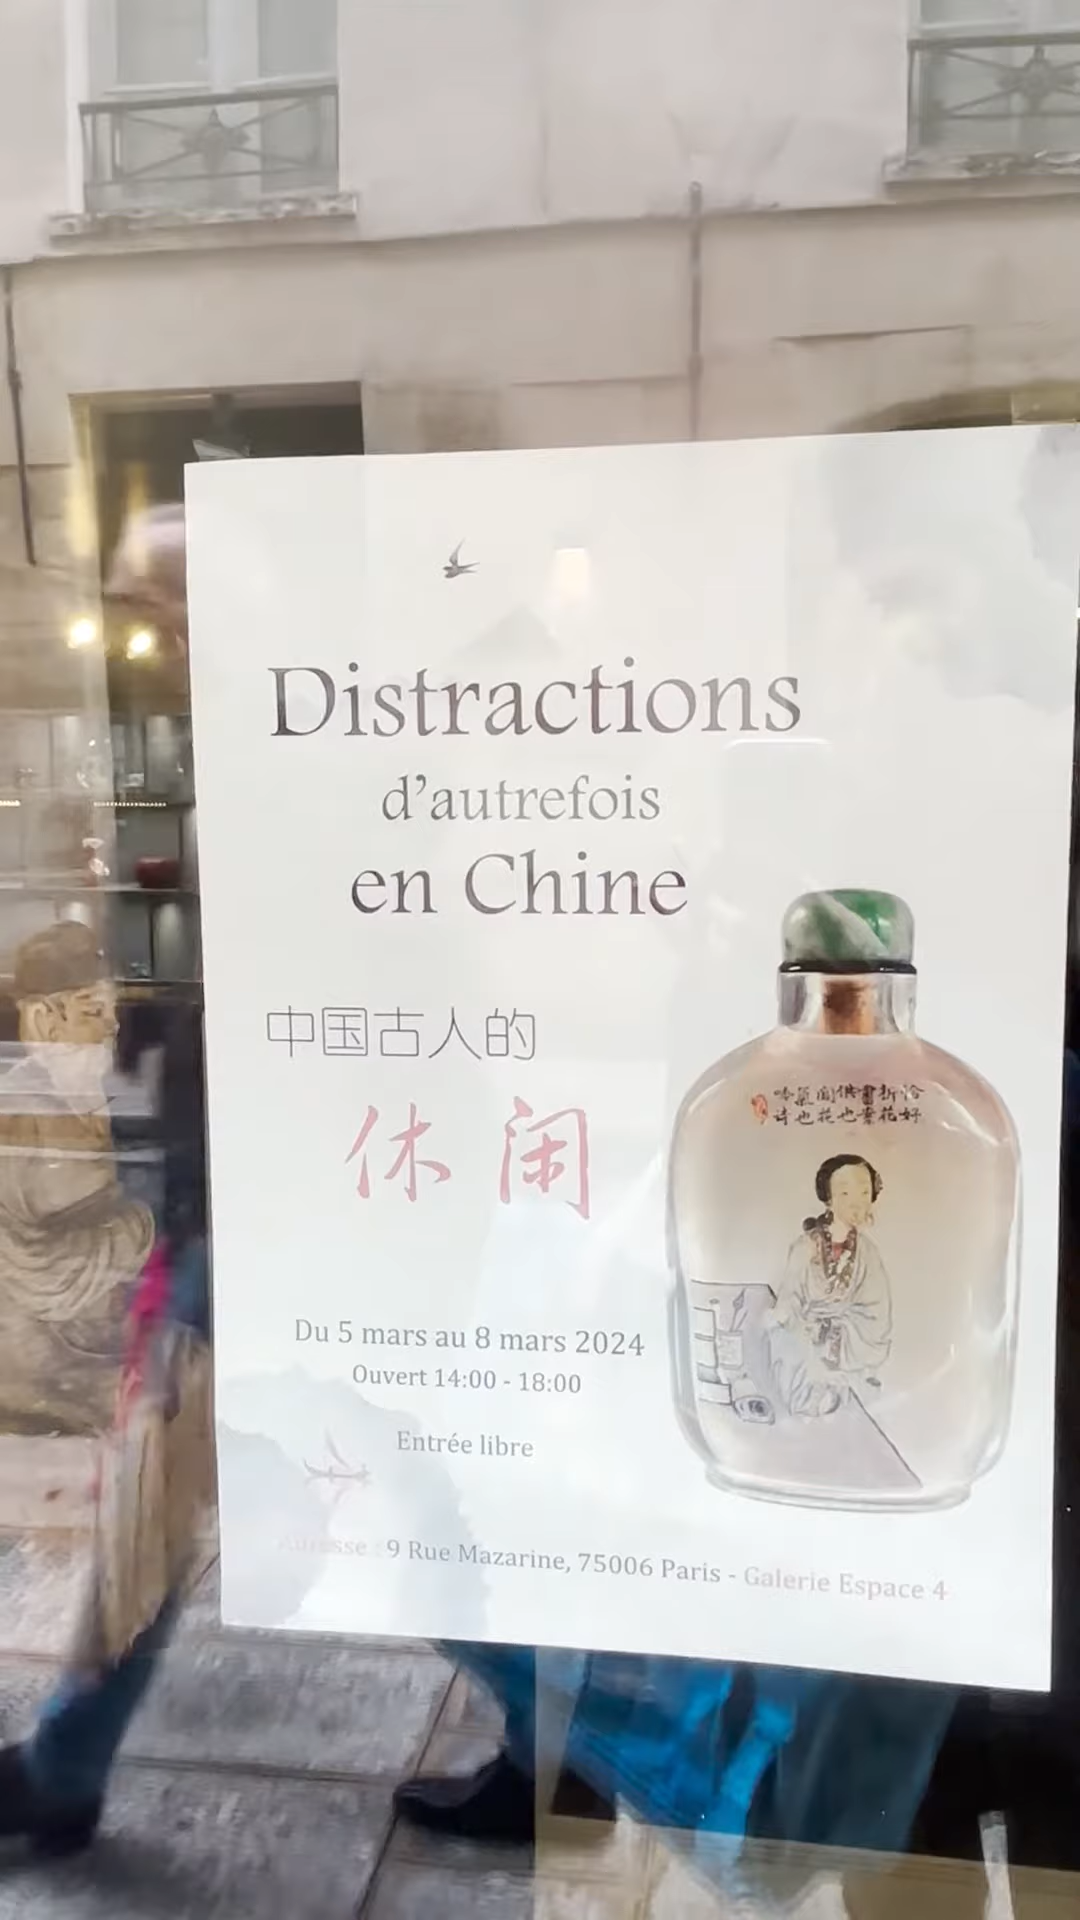 Distractions
d'autrefois
en Chine
中国古人的
休闲
Du 5 mars au 8 mars 2024
Ouvert 14:00 - 18:00
Entrée libre
Adresse : 9 Rue Mazarine, 75006 Paris - Galerie Espace 4